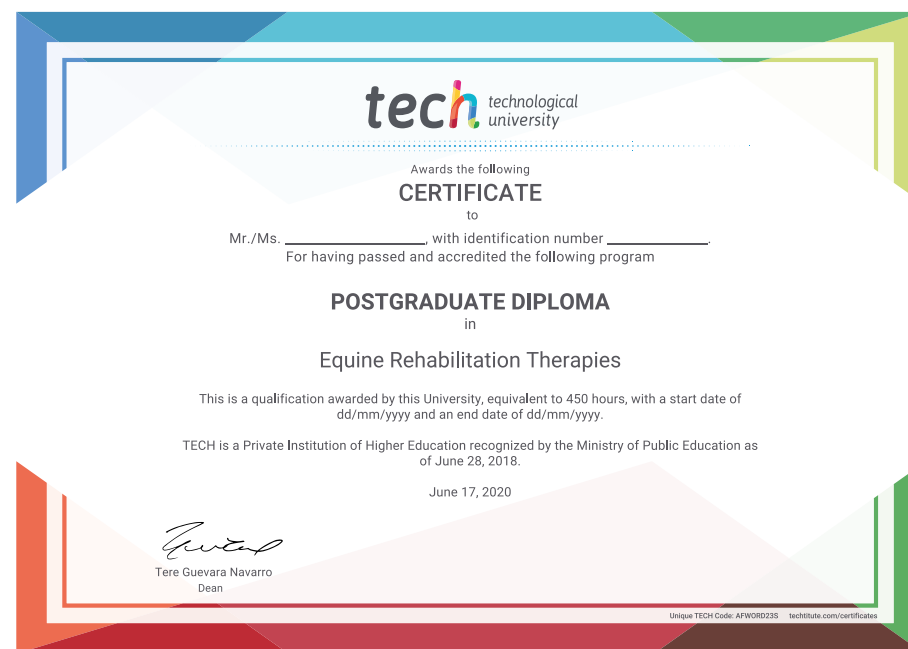 tech technological
university
Awards the following
CERTIFICATE
to
Mr./Ms. ____________________, with identification number ______________.
For having passed and accredited the following program
POSTGRADUATE DIPLOMA
in
Equine Rehabilitation Therapies
This is a qualification awarded by this University, equivalent to 450 hours, with a start date of
dd/mm/yyyy and an end date of dd/mm/yyyy.
TECH is a Private Institution of Higher Education recognized by the Ministry of Public Education as
of June 28, 2018.
June 17, 2020
Tere Guevara Navarro
Dean
Unique TECH Code: AFWORD23S techtitute.com/certificates